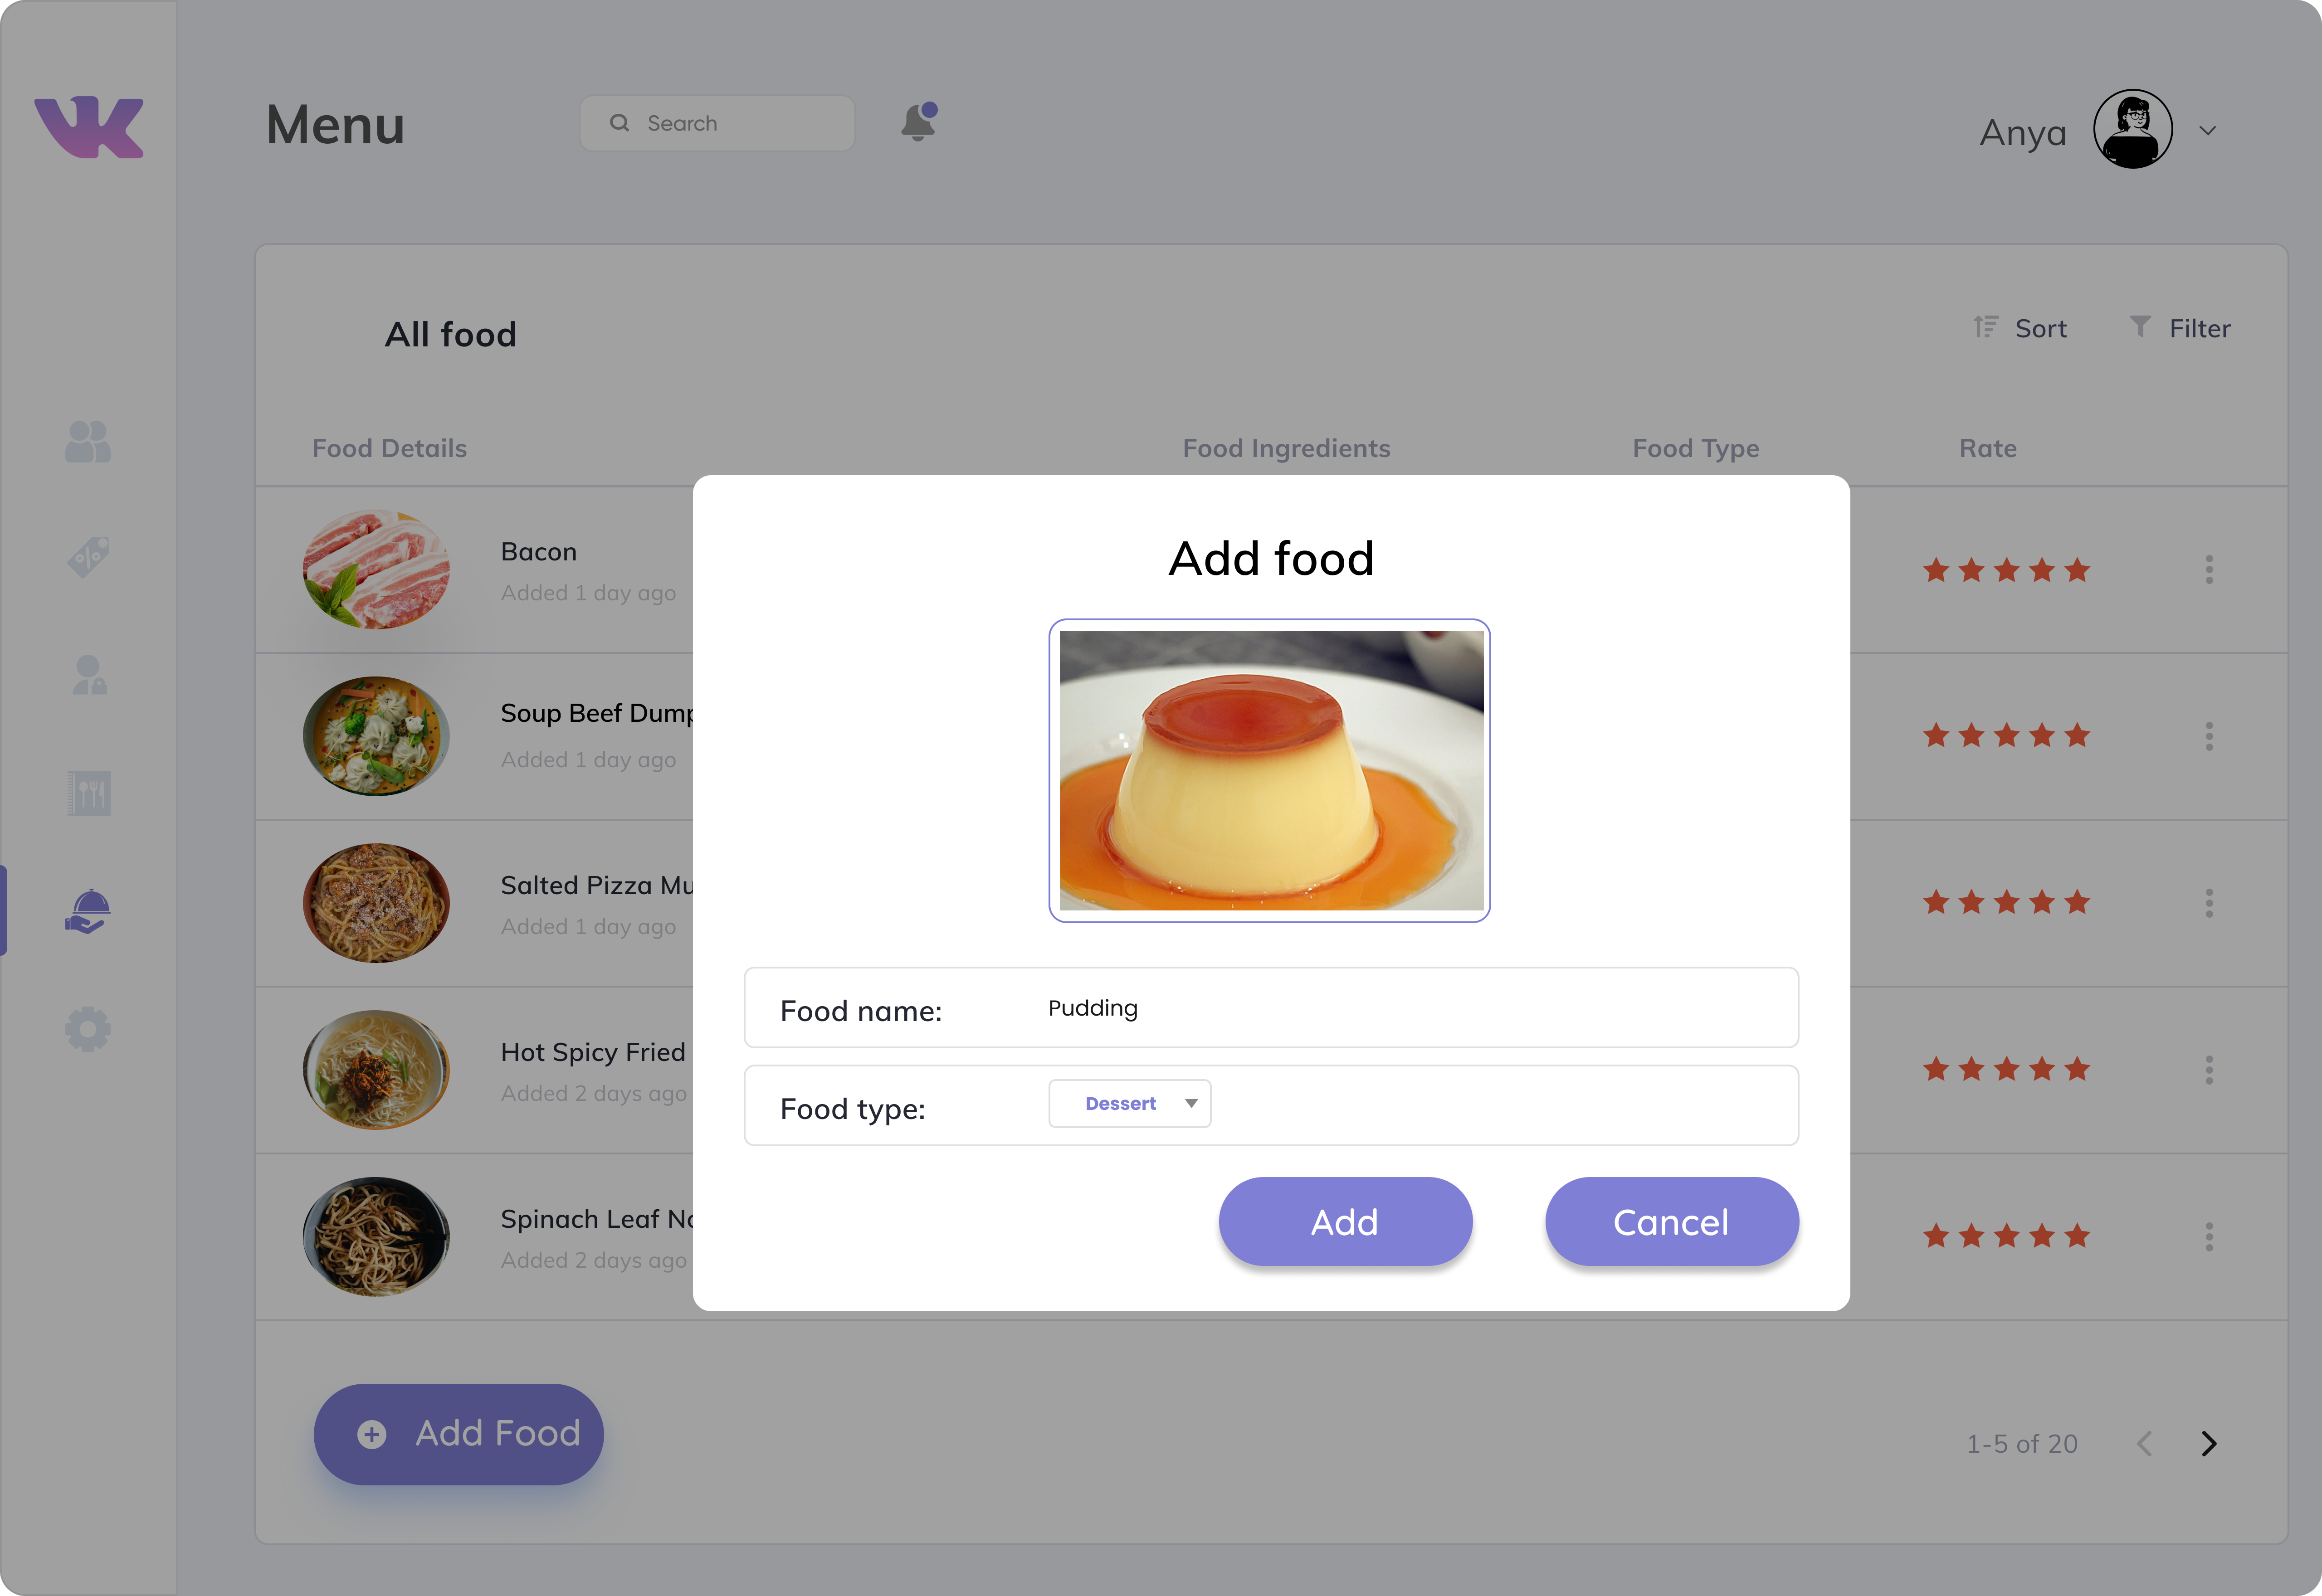 Menu
Search
Anya
All food
Sort
Filter
Food Details
Food Ingredients
Food Type
Rate
Bacon
Added 1 day ago
Soup Beef Dump
Added 1 day ago
Salted Pizza Mu
Added 1 day ago
Hot Spicy Fried
Added 2 days ago
Spinach Leaf No
Added 2 days ago
Add food
Food name:
Pudding
Food type:
Dessert
Add
Cancel
Add Food
1-5 of 20